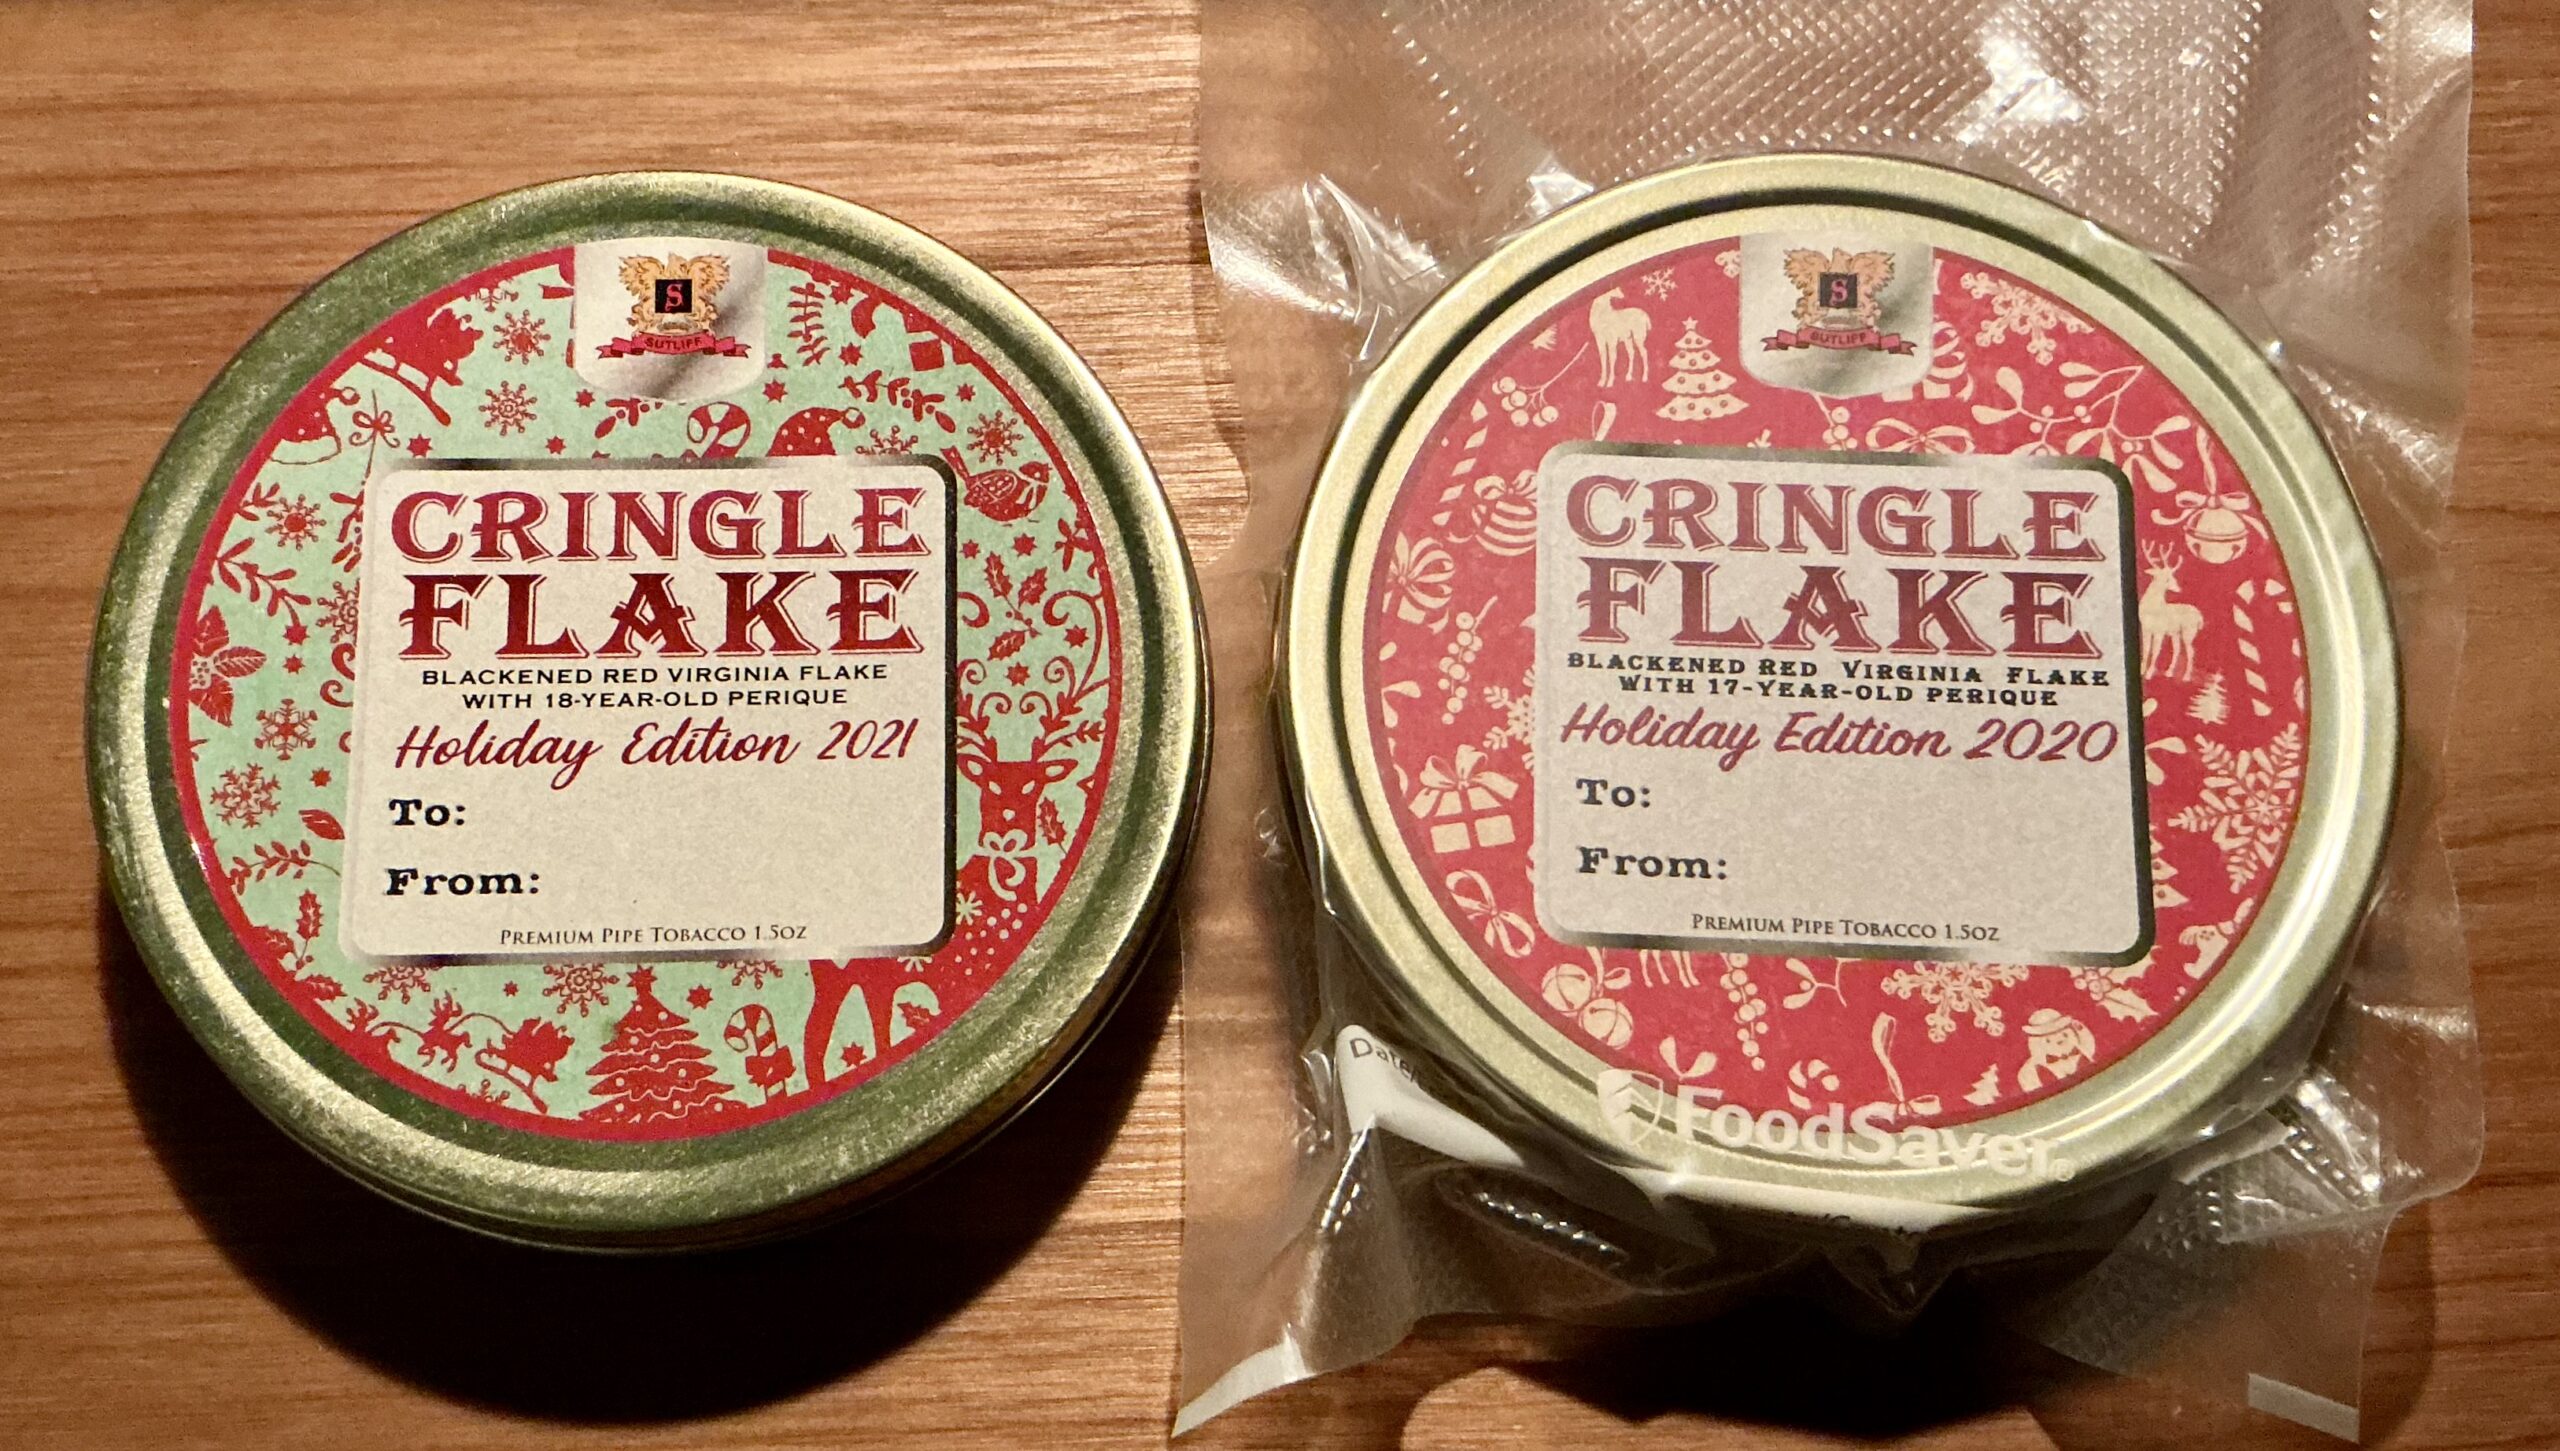 S
SUTLIFF
CRINGLE
FLAKE
BLACKENED RED VIRGINIA FLAKE
WITH 18-YEAR-OLD PERIQUE
Holiday Edition 2021
To:
From:
PREMIUM PIPE TOBACCO 1.5OZ
S
SUTLIFF
CRINGLE
FLAKE
BLACKENED RED VIRGINIA FLAKE
WITH 17-YEAR-OLD PERIQUE
Holiday Edition 2020
To:
From:
PREMIUM PIPE TOBACCO 1.5OZ
FoodSaver®